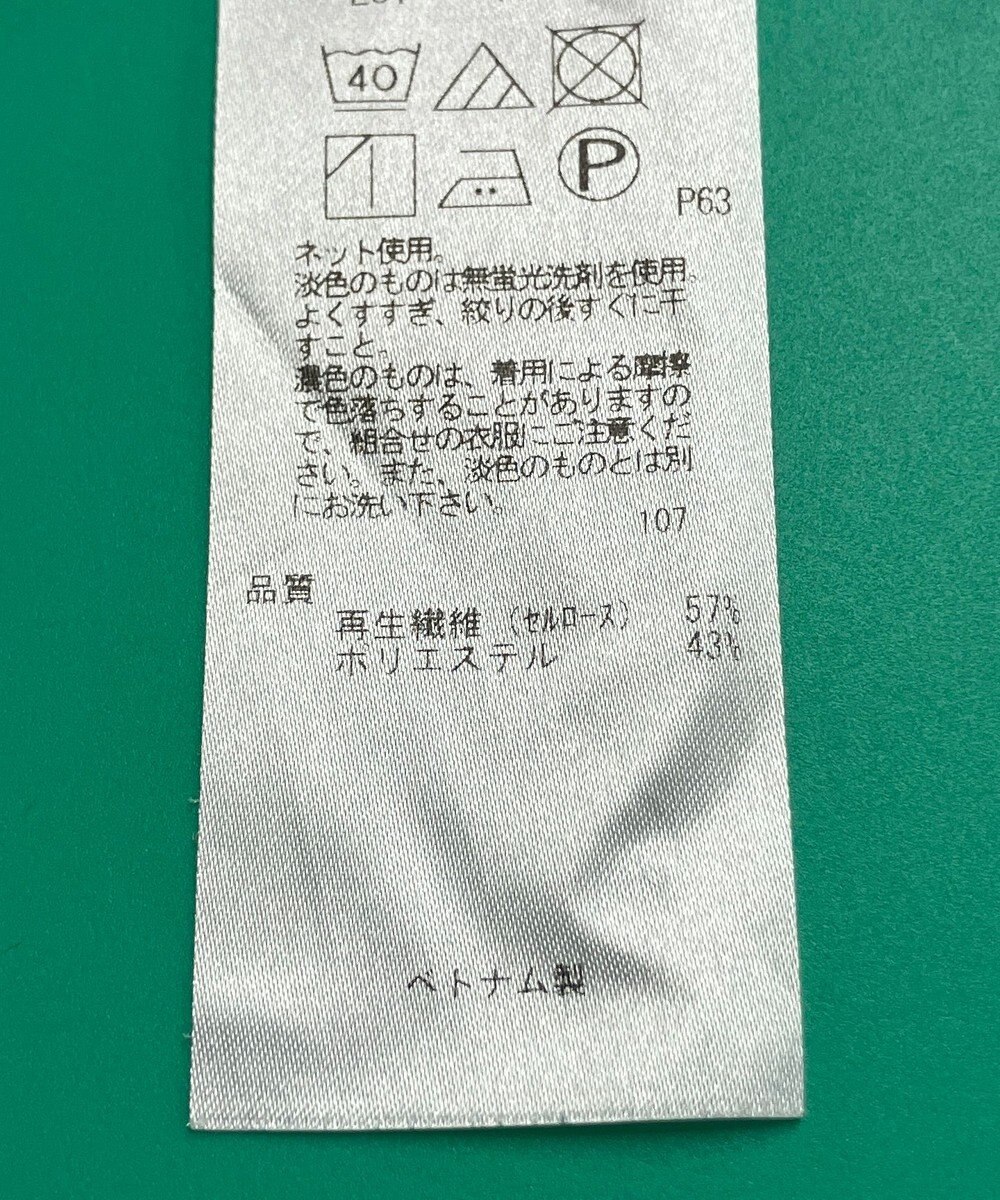 40
P
P63
ネット使用。
淡色のものは無蛍光洗剤を使用。
よくすすぎ、絞りの後すぐに干
すこと。
濃色のものは、着用による摩擦
で色落ちすることがありますの
で、組合せの衣服にご注意くだ
さい。また、淡色のものとは別
にお洗い下さい。
107
品質
再生繊維（セルロース） 57%
ポリエステル 43%
ベトナム製